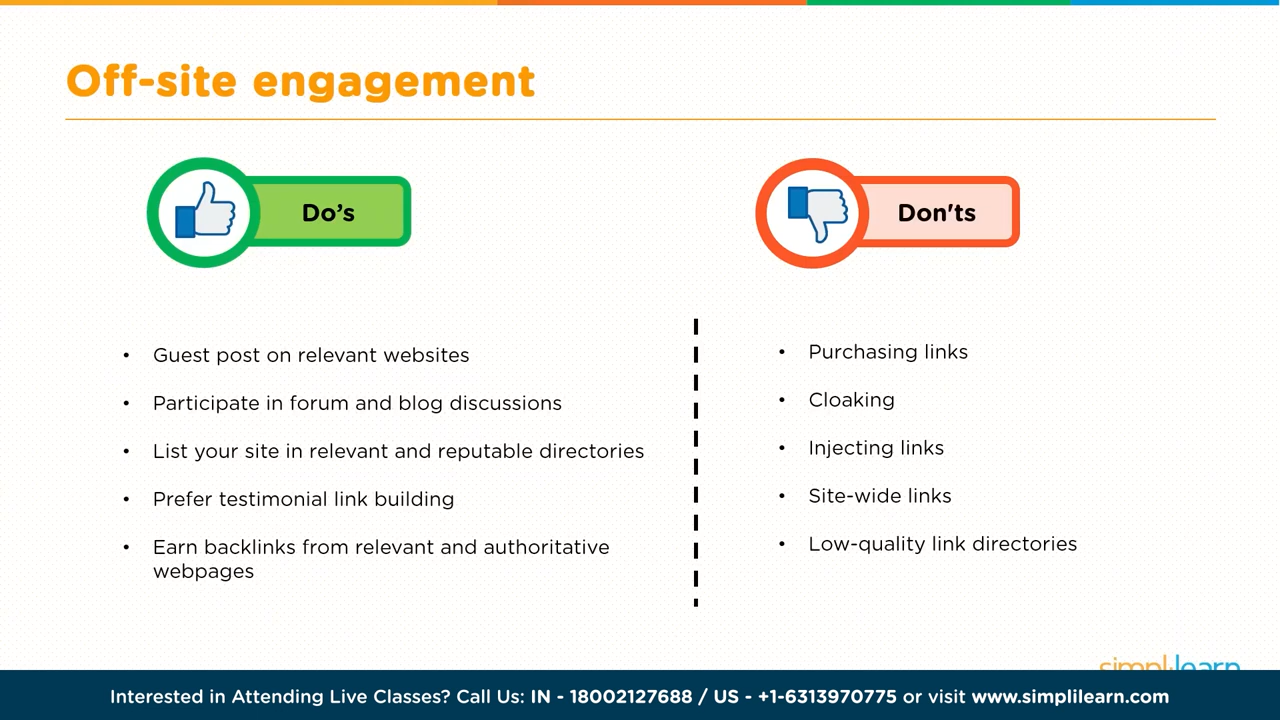 Off-site engagement
Do’s
Don'ts
• Guest post on relevant websites
• Participate in forum and blog discussions
• List your site in relevant and reputable directories
• Prefer testimonial link building
• Earn backlinks from relevant and authoritative
webpages
• Purchasing links
• Cloaking
• Injecting links
• Site-wide links
• Low-quality link directories
simplilearn
Interested in Attending Live Classes? Call Us: IN - 18002127688 / US - +1-6313970775 or visit www.simplilearn.com